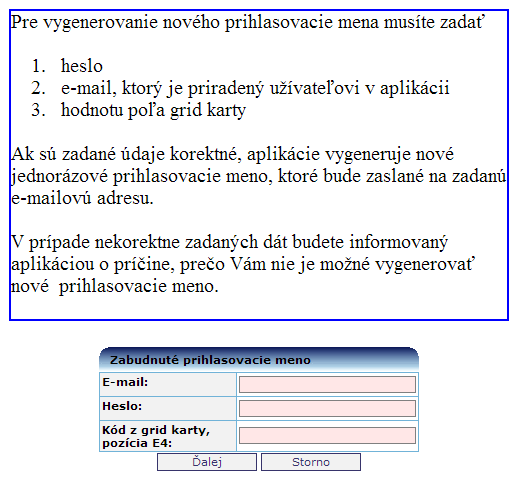 Pre vygenerovanie nového prihlasovacie mena musíte zadať
1. heslo
2. e-mail, ktorý je priradený užívateľovi v aplikácii
3. hodnotu poľa grid karty
Ak sú zadané údaje korektné, aplikácie vygeneruje nové
jednorázové prihlasovacie meno, ktoré bude zaslané na zadanú
e-mailovú adresu.
V prípade nekorektne zadaných dát budete informovaný
aplikáciou o príčine, prečo Vám nie je možné vygenerovať
nové  prihlasovacie meno.
Zabudnuté prihlasovacie meno
E-mail:
Heslo:
Kód z grid karty,
pozícia E4:
Ďalej Storno